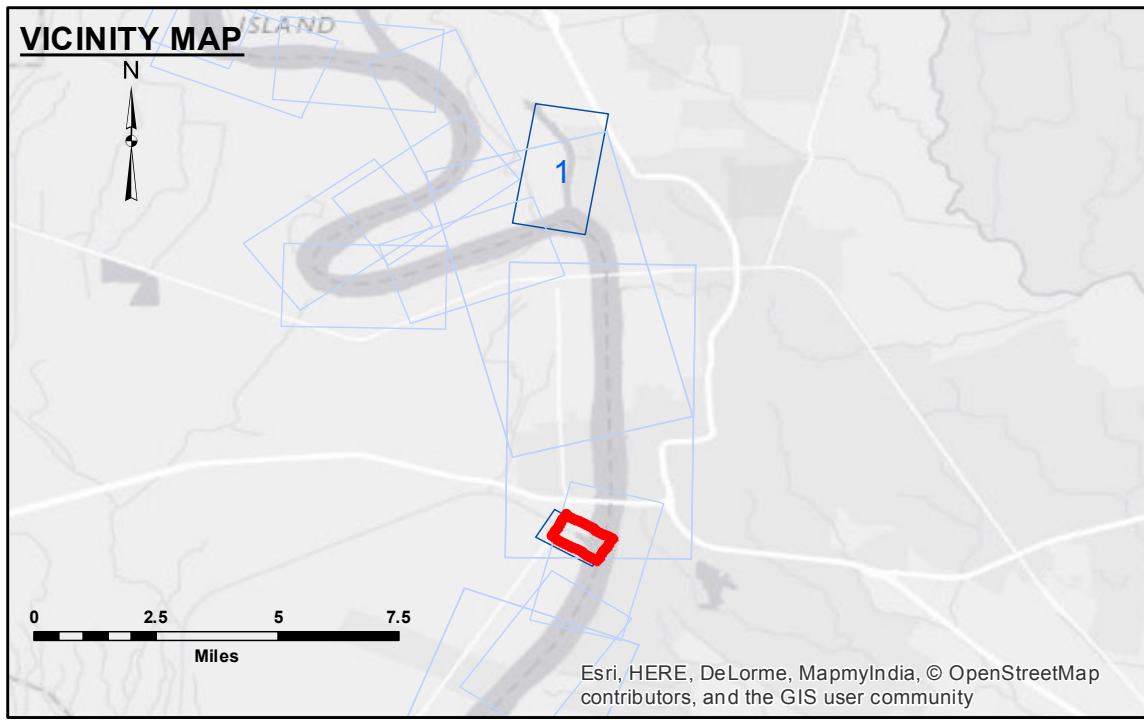 VICINITY MAP
ISLAND
N
1
0 2.5 5 7.5
Miles
Esri, HERE, DeLorme, MapmyIndia, © OpenStreetMap
contributors, and the GIS user community